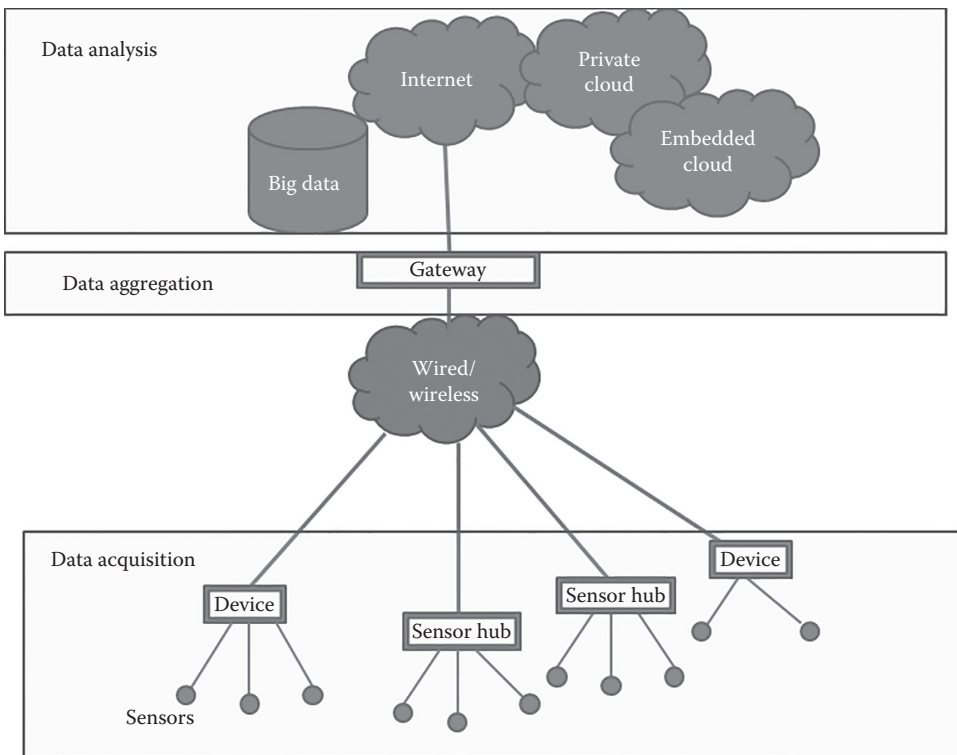 Data analysis
Internet
Private
cloud
Embedded
cloud
Big data
Gateway
Data aggregation
Wired/
wireless
Data acquisition
Device
Device
Sensor hub
Sensor hub
Sensors